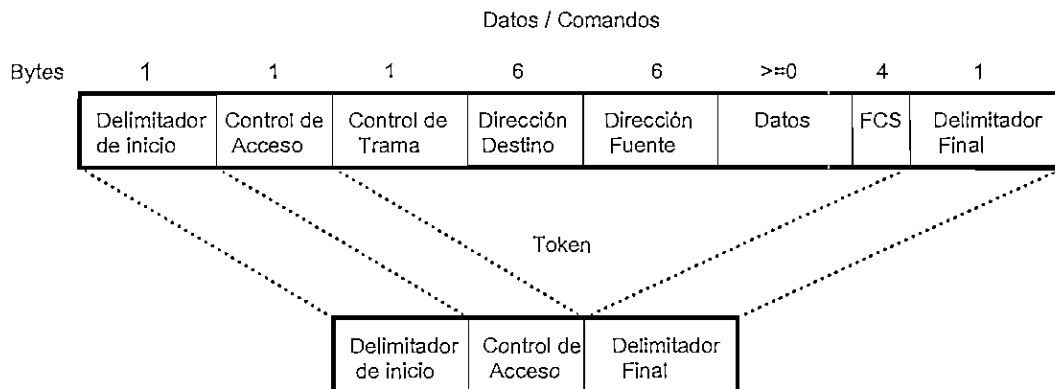 Datos / Comandos
Bytes 1 1 1 6 6 >=0 4 1
Delimitador Control de Control de Dirección Dirección Datos FCS Delimitador
de inicio Acceso Trama Destino Fuente Final
Token
Delimitador Control de Delimitador
de inicio Acceso Final